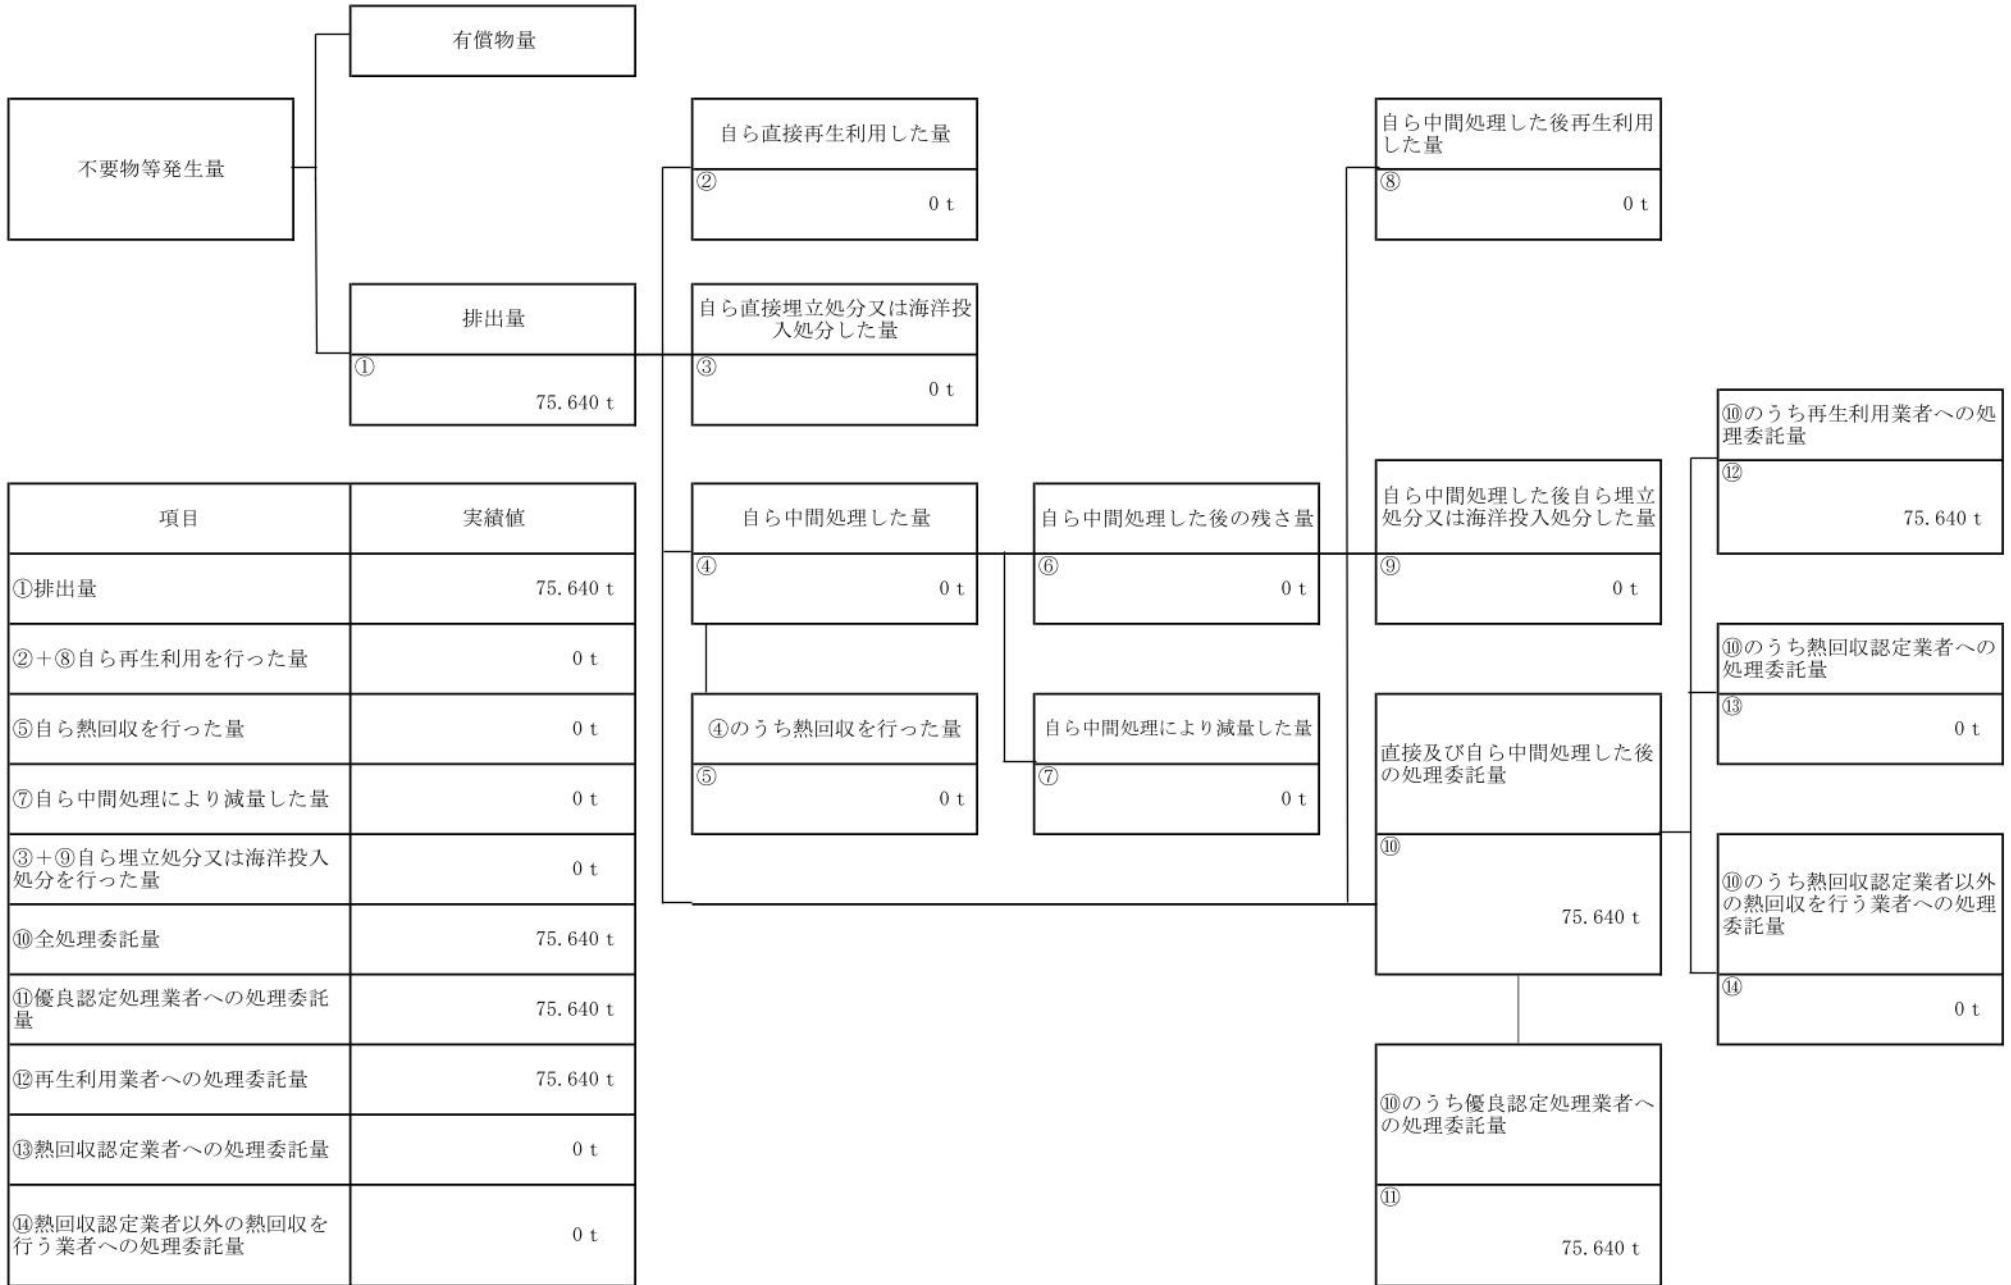 有償物量
不要物等発生量
自ら直接再生利用した量
②
0 t
自ら中間処理した後再生利用
した量
⑧
0 t
排出量
①
75.640 t
自ら直接埋立処分又は海洋投
入処分した量
③
0 t
⑩のうち再生利用業者への処
理委託量
⑫
75.640 t
項目
実績値
①排出量
75.640 t
②+⑧自ら再生利用を行った量
0 t
⑤自ら熱回収を行った量
0 t
⑦自ら中間処理により減量した量
0 t
③+⑨自ら埋立処分又は海洋投入
処分を行った量
0 t
⑩全処理委託量
75.640 t
⑪優良認定処理業者への処理委託
量
75.640 t
⑫再生利用業者への処理委託量
75.640 t
⑬熱回収認定業者への処理委託量
0 t
⑭熱回収認定業者以外の熱回収を
行う業者への処理委託量
0 t
自ら中間処理した量
④
0 t
自ら中間処理した後の残さ量
⑥
0 t
自ら中間処理した後自ら埋立
処分又は海洋投入処分した量
⑨
0 t
④のうち熱回収を行った量
⑤
0 t
自ら中間処理により減量した量
⑦
0 t
直接及び自ら中間処理した後
の処理委託量
⑩
75.640 t
⑩のうち熱回収認定業者への
処理委託量
⑬
0 t
⑩のうち熱回収認定業者以外
の熱回収を行う業者への処理
委託量
⑭
0 t
⑩のうち優良認定処理業者へ
の処理委託量
⑪
75.640 t